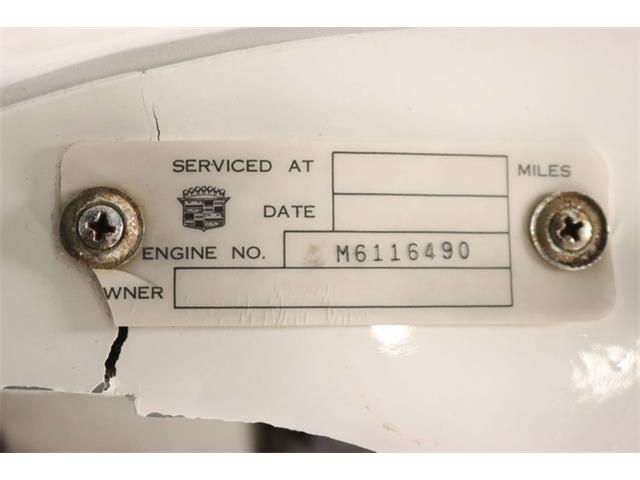 SERVICED AT MILES
DATE
ENGINE NO. M6116490
WNER